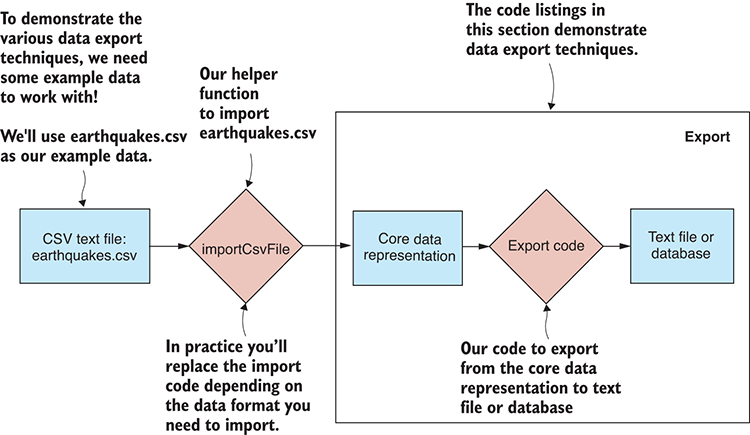 To demonstrate the
various data export
techniques, we need
some example data
to work with!
We'll use earthquakes.csv
as our example data.
Our helper
function
to import
earthquakes.csv
The code listings in
this section demonstrate
data export techniques.
Export
CSV text file:
earthquakes.csv
importCsvFile
Core data
representation
Export code
Text file or
database
In practice you’ll
replace the import
code depending on
the data format you
need to import.
Our code to export
from the core data
representation to text
file or database